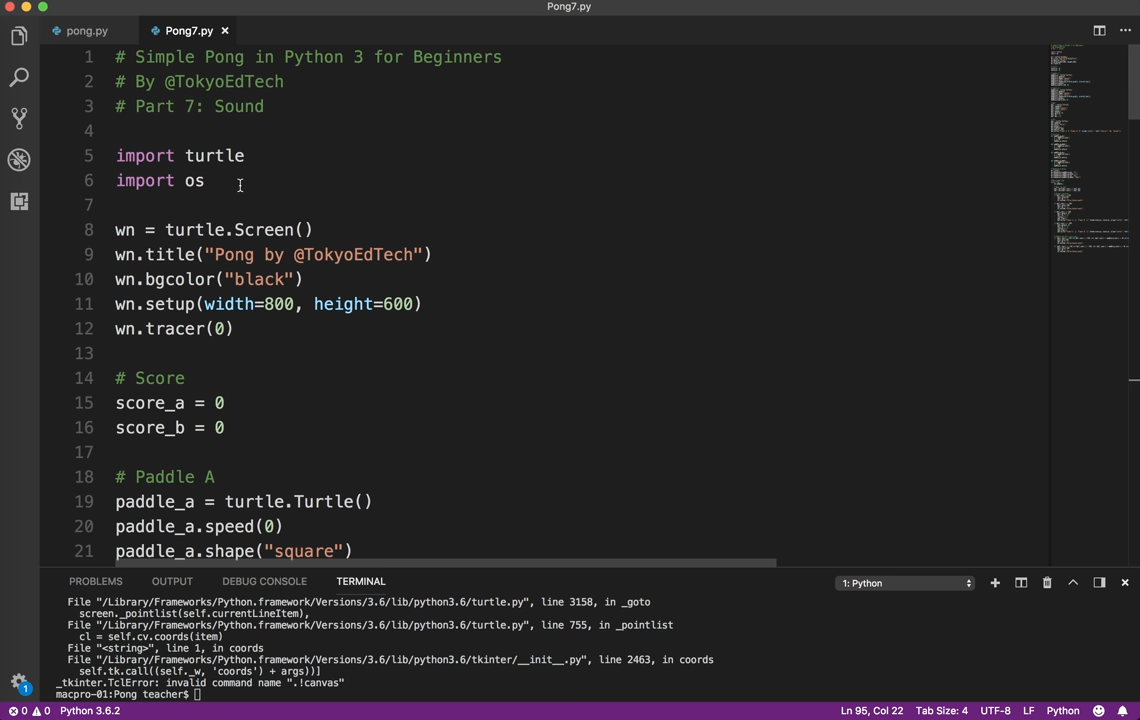 Pong7.py
pong.py
Pong7.py
1 # Simple Pong in Python 3 for Beginners
2 # By @TokyoEdTech
3 # Part 7: Sound
4
5 import turtle
6 import os
7
8 wn = turtle.Screen()
9 wn.title("Pong by @TokyoEdTech")
10 wn.bgcolor("black")
11 wn.setup(width=800, height=600)
12 wn.tracer(0)
13
14 # Score
15 score_a = 0
16 score_b = 0
17
18 # Paddle A
19 paddle_a = turtle.Turtle()
20 paddle_a.speed(0)
21 paddle_a.shape("square")
PROBLEMS OUTPUT DEBUG CONSOLE TERMINAL 1: Python
File "/Library/Frameworks/Python.framework/Versions/3.6/lib/python3.6/turtle.py", line 3158, in _goto
screen._pointlist(self.currentLineItem),
File "/Library/Frameworks/Python.framework/Versions/3.6/lib/python3.6/turtle.py", line 755, in _pointlist
cl = self.cv.coords(item)
File "<string>", line 1, in coords
File "/Library/Frameworks/Python.framework/Versions/3.6/lib/python3.6/tkinter/__init__.py", line 2463, in coords
self.tk.call((self._w, 'coords') + args))]
_tkinter.TclError: invalid command name ".!canvas"
macpro-01:Pong teacher$
1
0 0 Python 3.6.2 Ln 95, Col 22 Tab Size: 4 UTF-8 LF Python